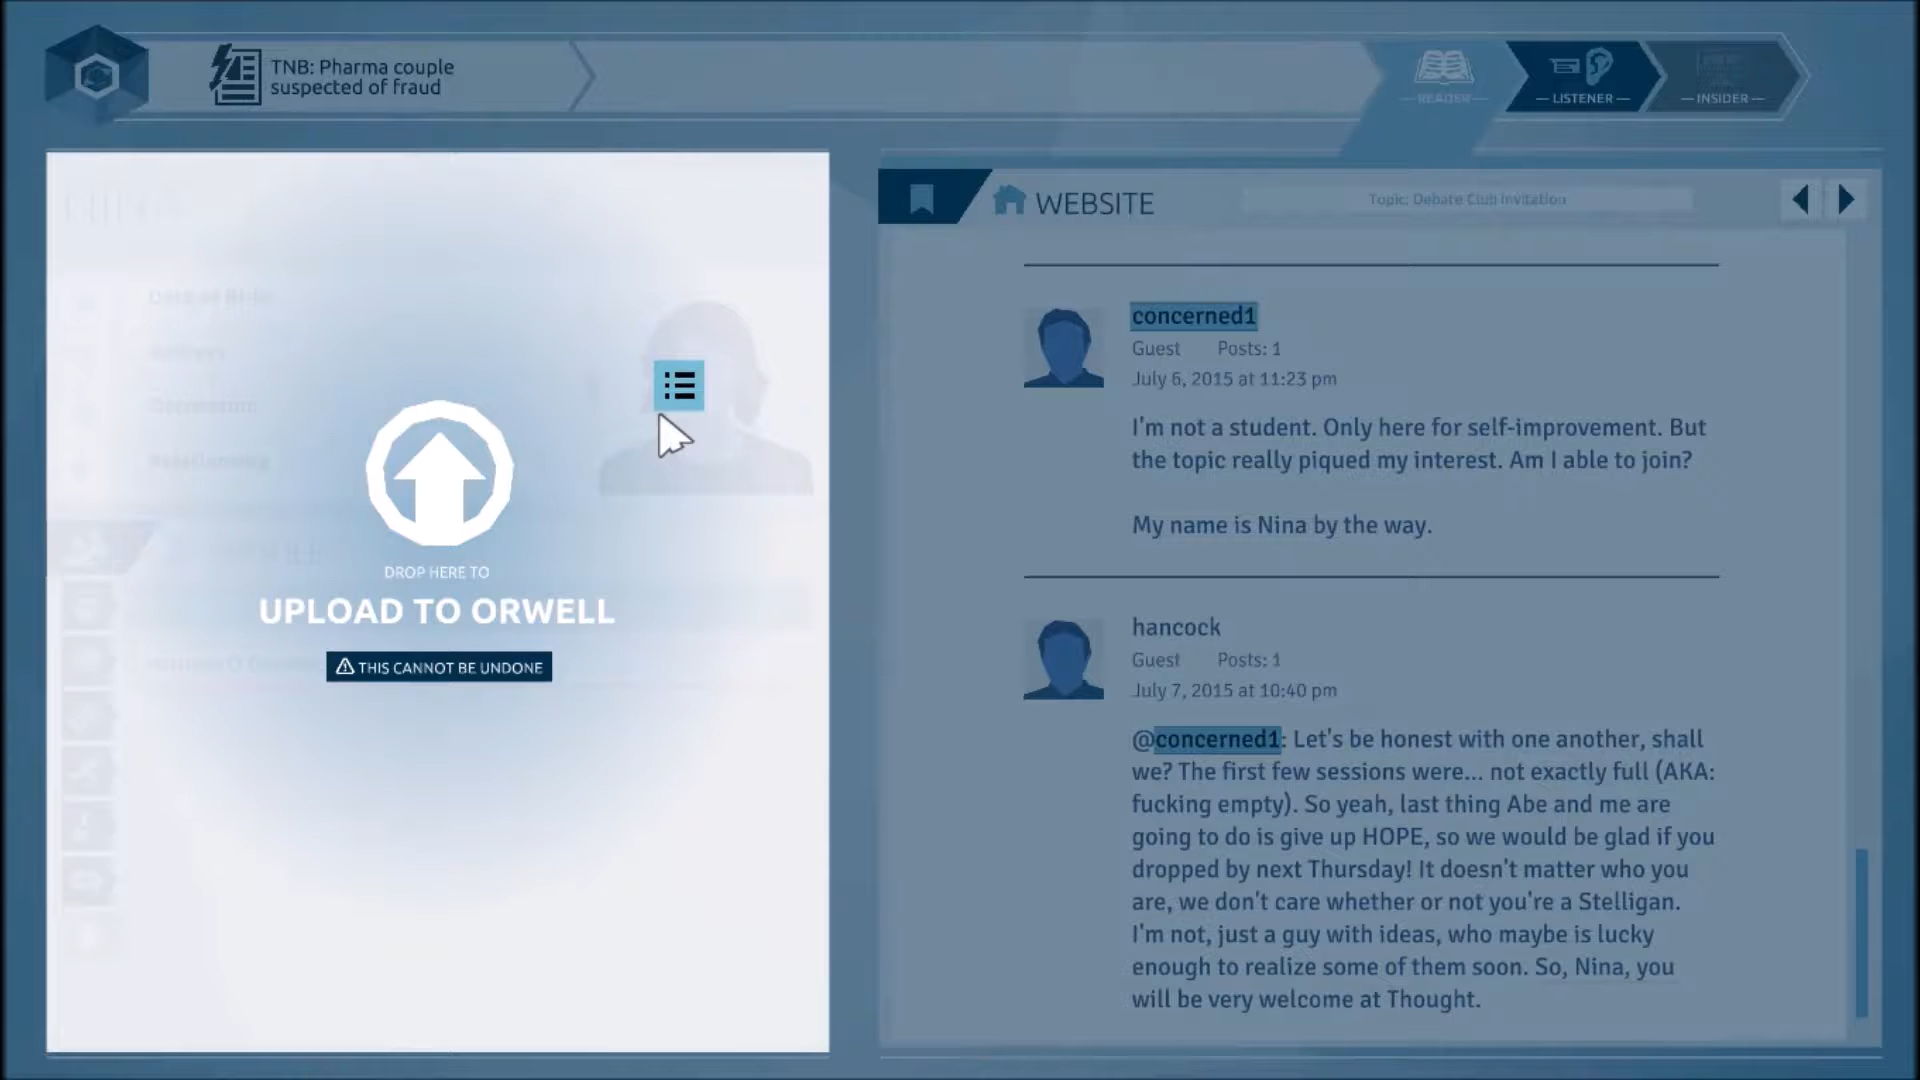 TNB: Pharma couple
suspected of fraud
READER
LISTENER
INSIDER
Date of Birth
DROP HERE TO
UPLOAD TO ORWELL
THIS CANNOT BE UNDONE
WEBSITE
Topic: Debate Club Invitation
concerned1
Guest Posts: 1
July 6, 2015 at 11:23 pm
I'm not a student. Only here for self-improvement. But
the topic really piqued my interest. Am I able to join?
My name is Nina by the way.
hancock
Guest Posts: 1
July 7, 2015 at 10:40 pm
@concerned1: Let's be honest with one another, shall
we? The first few sessions were... not exactly full (AKA:
fucking empty). So yeah, last thing Abe and me are
going to do is give up HOPE, so we would be glad if you
dropped by next Thursday! It doesn't matter who you
are, we don't care whether or not you're a Stelligan.
I'm not, just a guy with ideas, who maybe is lucky
enough to realize some of them soon. So, Nina, you
will be very welcome at Thought.